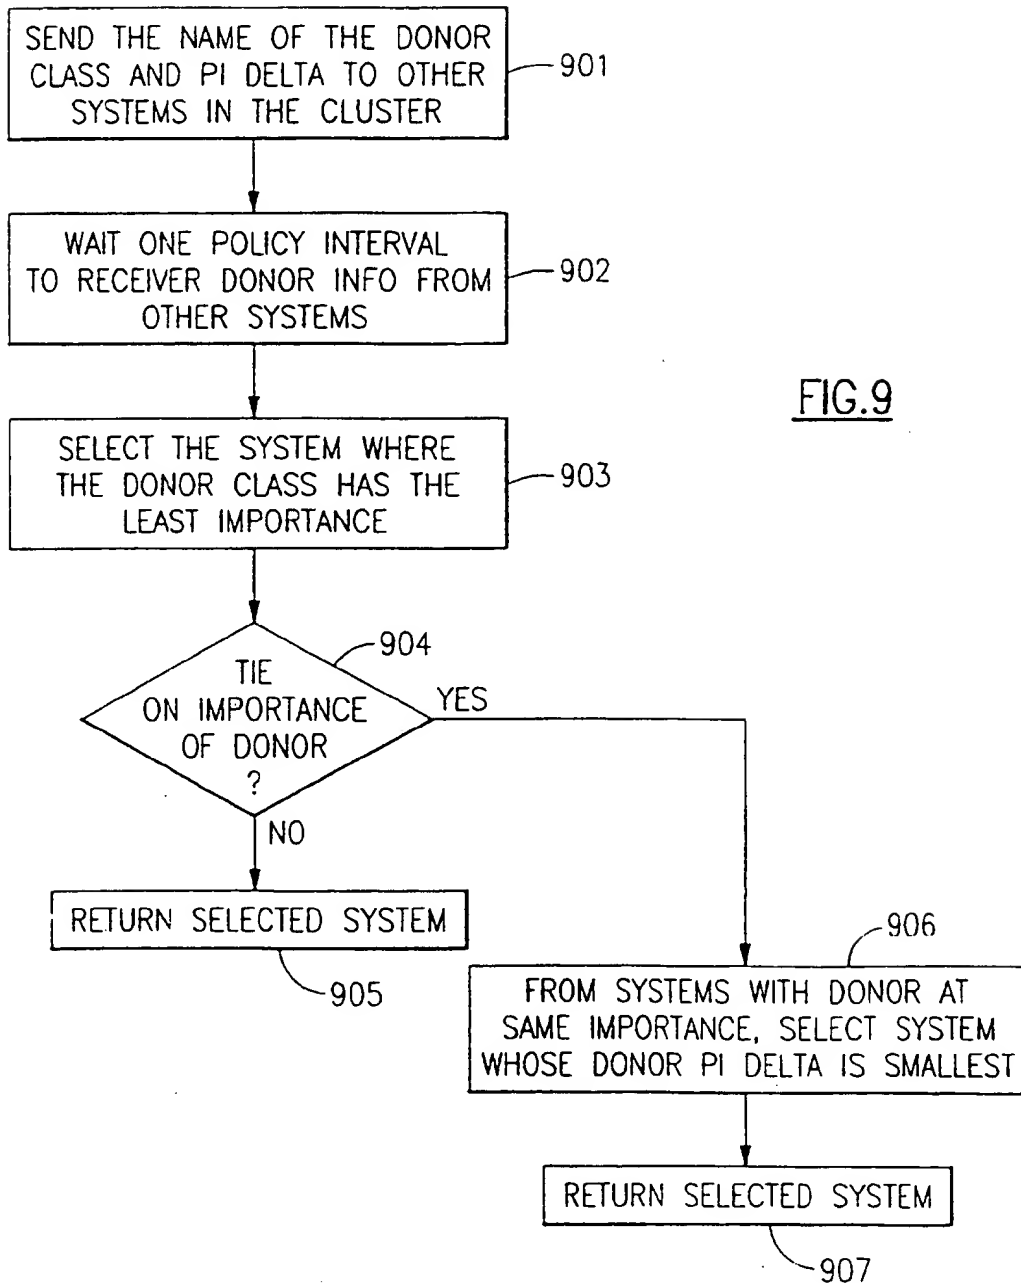 SEND THE NAME OF THE DONOR
CLASS AND PI DELTA TO OTHER
SYSTEMS IN THE CLUSTER
901
WAIT ONE POLICY INTERVAL
TO RECEIVER DONOR INFO FROM
OTHER SYSTEMS
902
FIG.9
SELECT THE SYSTEM WHERE
THE DONOR CLASS HAS THE
LEAST IMPORTANCE
903
904
TIE
ON IMPORTANCE
OF DONOR
?
YES
NO
RETURN SELECTED SYSTEM
905
906
FROM SYSTEMS WITH DONOR AT
SAME IMPORTANCE, SELECT SYSTEM
WHOSE DONOR PI DELTA IS SMALLEST
RETURN SELECTED SYSTEM
907